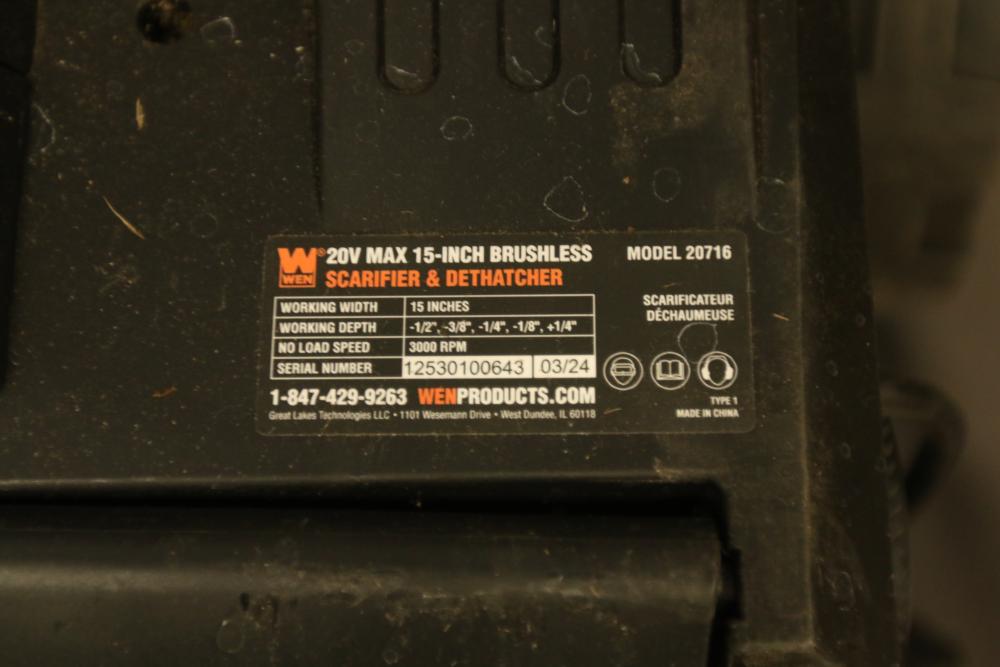 WEN® 20V MAX 15-INCH BRUSHLESS
SCARIFIER & DETHATCHER
MODEL 20716
WORKING WIDTH 15 INCHES
WORKING DEPTH -1/2", -3/8", -1/4", -1/8", +1/4"
NO LOAD SPEED 3000 RPM
SERIAL NUMBER 12530100643 03/24
SCARIFICATEUR
DÉCHAUMEUSE
1-847-429-9263 WENPRODUCTS.COM
Great Lakes Technologies LLC • 1101 Wesemann Drive • West Dundee, IL 60118
TYPE 1
MADE IN CHINA